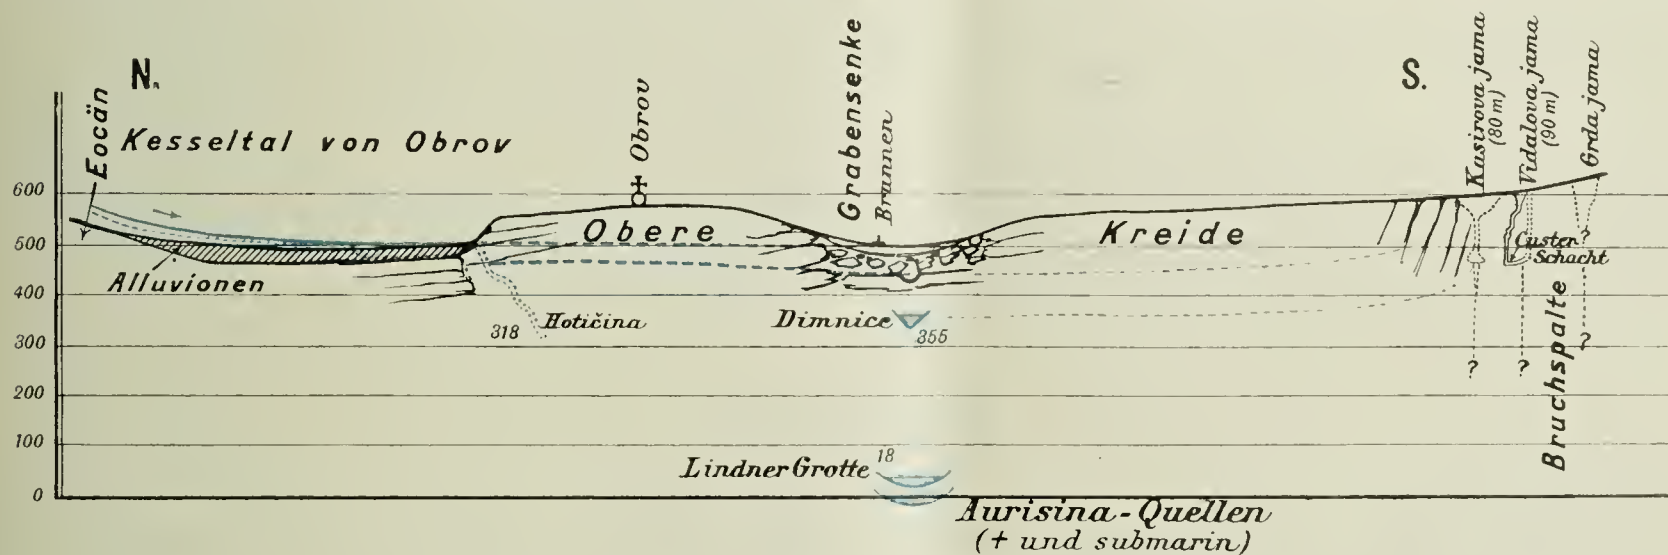 N.
S.
Eocän
Kesseltal von Obrov
Obrov
Grabensenke
Brunnen
Kasirova jama
(80 m)
Vidalova jama
(90 m)
Grda jama
600
500
400
300
200
100
0
Obere
Kreide
Custer
Schacht
?
Alluvionen
318
Hotičina
Dimnice
355
Bruchspalte
?
?
?
Lindner Grotte
18
Aurisina-Quellen
(+ und submarin)